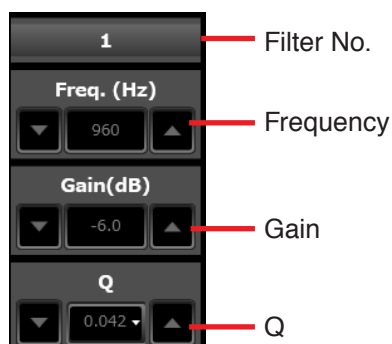 1
Filter No.
Freq. (Hz)
960
Frequency
Gain(dB)
-6.0
Gain
Q
0.042
Q